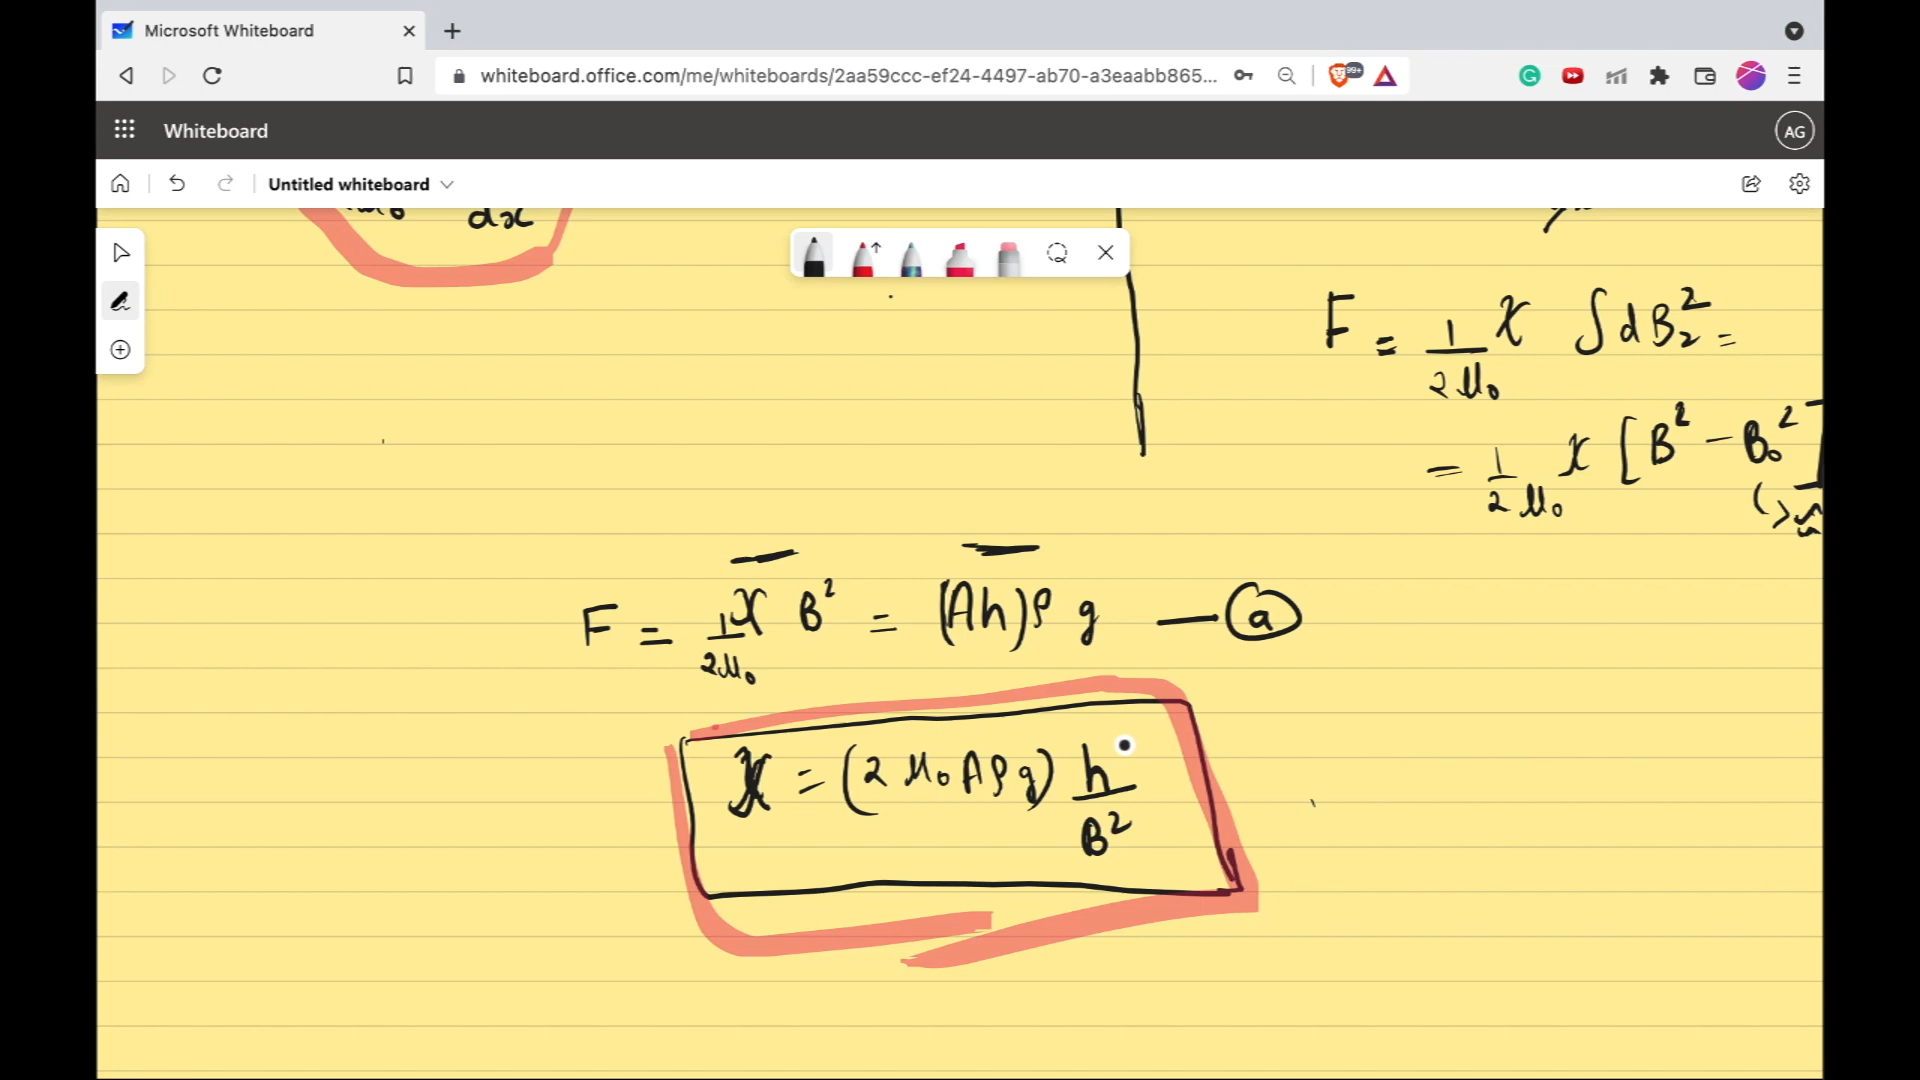 Microsoft Whiteboard
whiteboard.office.com/me/whiteboards/2aa59ccc-ef24-4497-ab70-a3eaabb865...
99+
Whiteboard
AG
Untitled whiteboard
dx
F = 1/2μ₀ χ ∫ dB₂² =
= 1/2μ₀ χ [B² − B₀²]
F = 1/2μ₀ χ B² = (Ah)ρ g — ⓐ
χ = (2 μ₀ A ρ g) h/B²